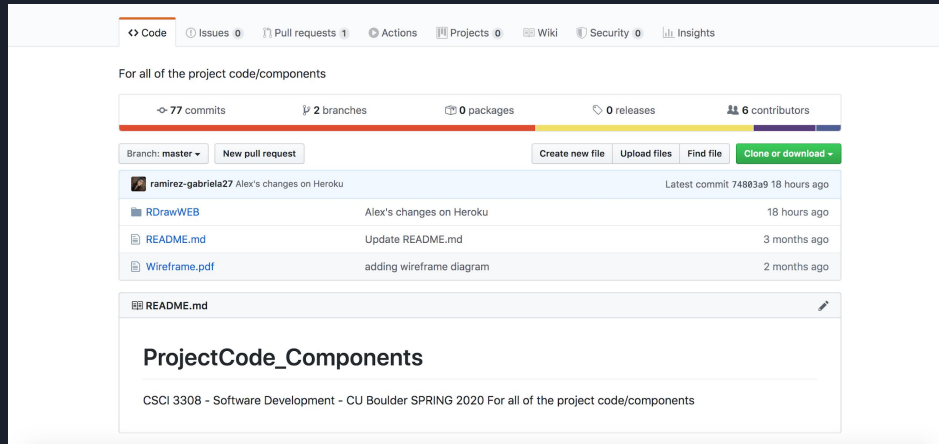 Code Issues 0 Pull requests 1 Actions Projects 0 Wiki Security 0 Insights
For all of the project code/components
77 commits 2 branches 0 packages 0 releases 6 contributors
Branch: master New pull request Create new file Upload files Find file Clone or download
ramirez-gabriela27 Alex's changes on Heroku Latest commit 74803a9 18 hours ago
RDrawWEB Alex's changes on Heroku 18 hours ago
README.md Update README.md 3 months ago
Wireframe.pdf adding wireframe diagram 2 months ago
README.md
ProjectCode_Components
CSCI 3308 - Software Development - CU Boulder SPRING 2020 For all of the project code/components